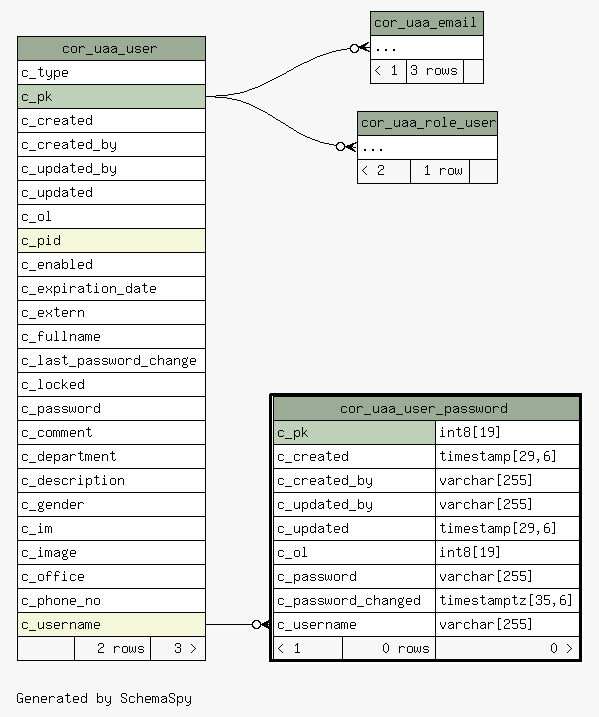 cor_uaa_user
c_type
c_pk
c_created
c_created_by
c_updated_by
c_updated
c_ol
c_pid
c_enabled
c_expiration_date
c_extern
c_fullname
c_last_password_change
c_locked
c_password
c_comment
c_department
c_description
c_gender
c_im
c_image
c_office
c_phone_no
c_username
2 rows 3 >
cor_uaa_email
...
< 1 3 rows
cor_uaa_role_user
...
< 2 1 row
cor_uaa_user_password
c_pk int8[19]
c_created timestamp[29,6]
c_created_by varchar[255]
c_updated_by varchar[255]
c_updated timestamp[29,6]
c_ol int8[19]
c_password varchar[255]
c_password_changed timestamptz[35,6]
c_username varchar[255]
< 1 0 rows 0 >
Generated by SchemaSpy